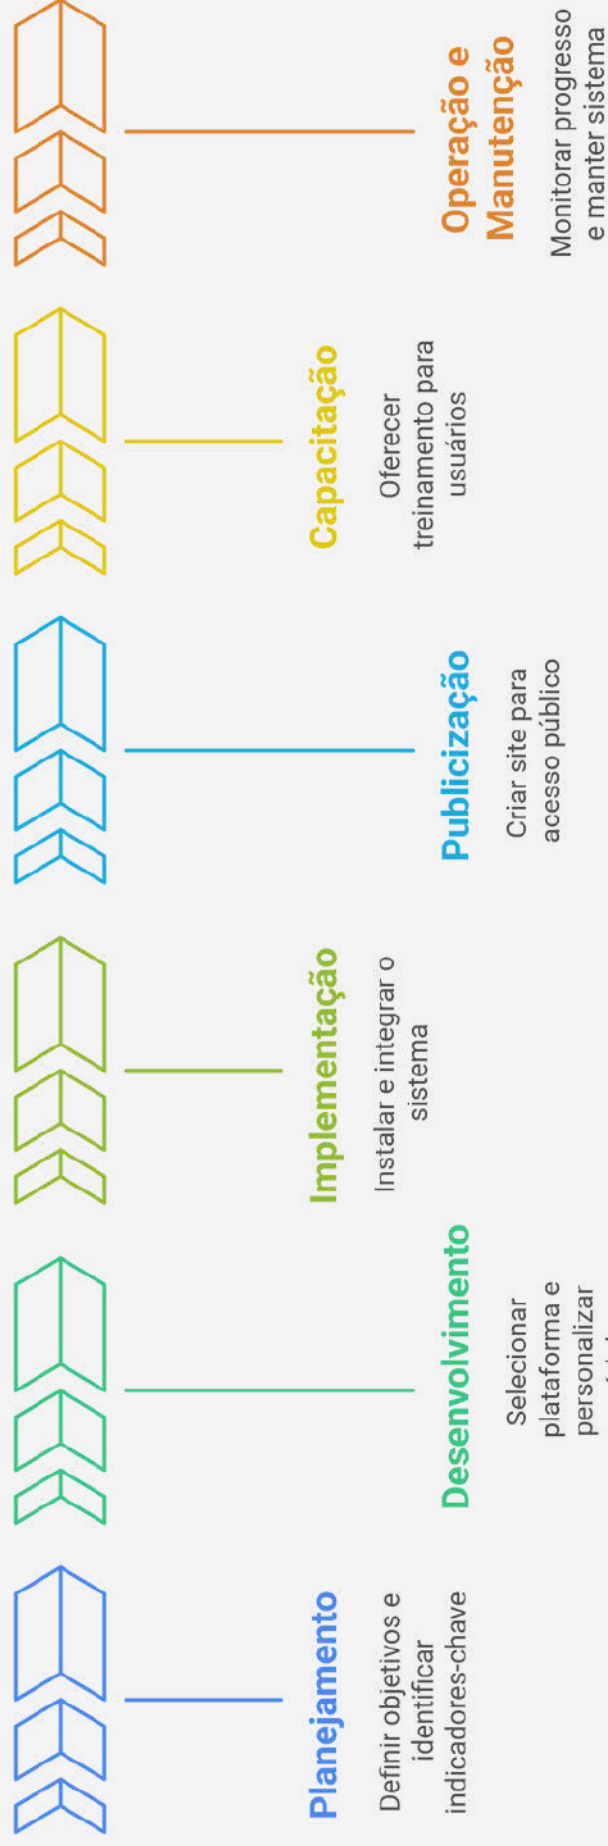 Planejamento
Definir objetivos e
identificar
indicadores-chave
Desenvolvimento
Selecionar
plataforma e
personalizar
Implementação
Instalar e integrar o
sistema
Publicização
Criar site para
acesso público
Capacitação
Oferecer
treinamento para
usuários
Operação e
Manutenção
Monitorar progresso
e manter sistema